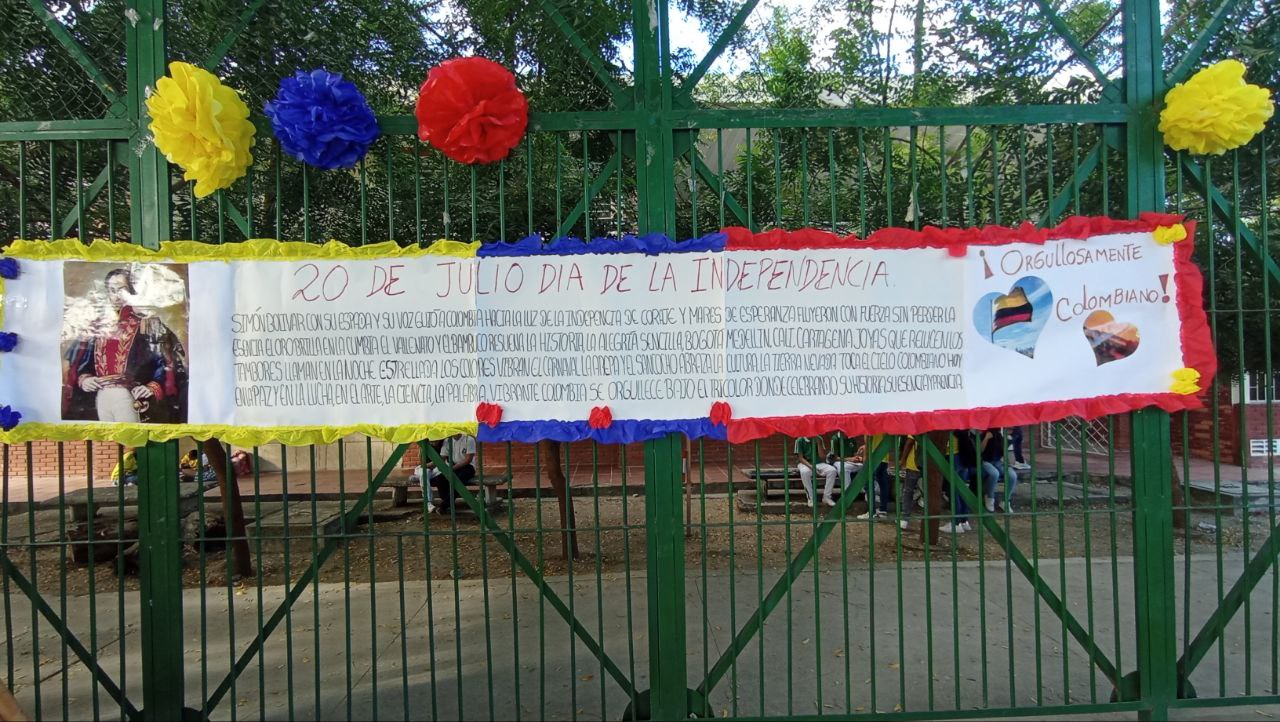 20 DE JULIO DIA DE LA INDEPENDENCIA.
SIMÓN BOLIVAR CON SU ESPADA Y SU VOZ GUIÓ A COLOMBIA HACIA LA LUZ DE LA INDEPENCIA DE CORAJE Y MARES DE ESPERANZA FLUYERON CON FUERZA SIN PERDER LA
ESENCIA EL ORO BRILLA EN LA CUMBIA EL VALLENATO Y EL BAMBUCO RESUENA LA HISTORIA, LA ALEGRÍA SENCILLA, BOGOTA MEDELLIN, CALI, CARTAGENA JOYAS QUE RELUCEN LOS
TAMBORES LLAMAN EN LA NOCHE ESTRELLADA LOS COLORES VIBRAN EL CARNAVAL LA AREPA Y EL SANCOCHO ABRAZA LA CULTURA LA TIERRA NEVADA TOCA EL CIELO COLOMBIANO HOY
EN LA PAZ Y EN LA LUCHA, EN EL ARTE, LA CIENCIA, LA PALABRA VIBRANTE COLOMBIA SE ORGULLECE BAJO EL TRICOLOR DONDE CELEBRANDO SU HISTORIA SU ESENCIA Y
¡ ORGULLOSAMENTE
COLOMBIANO!